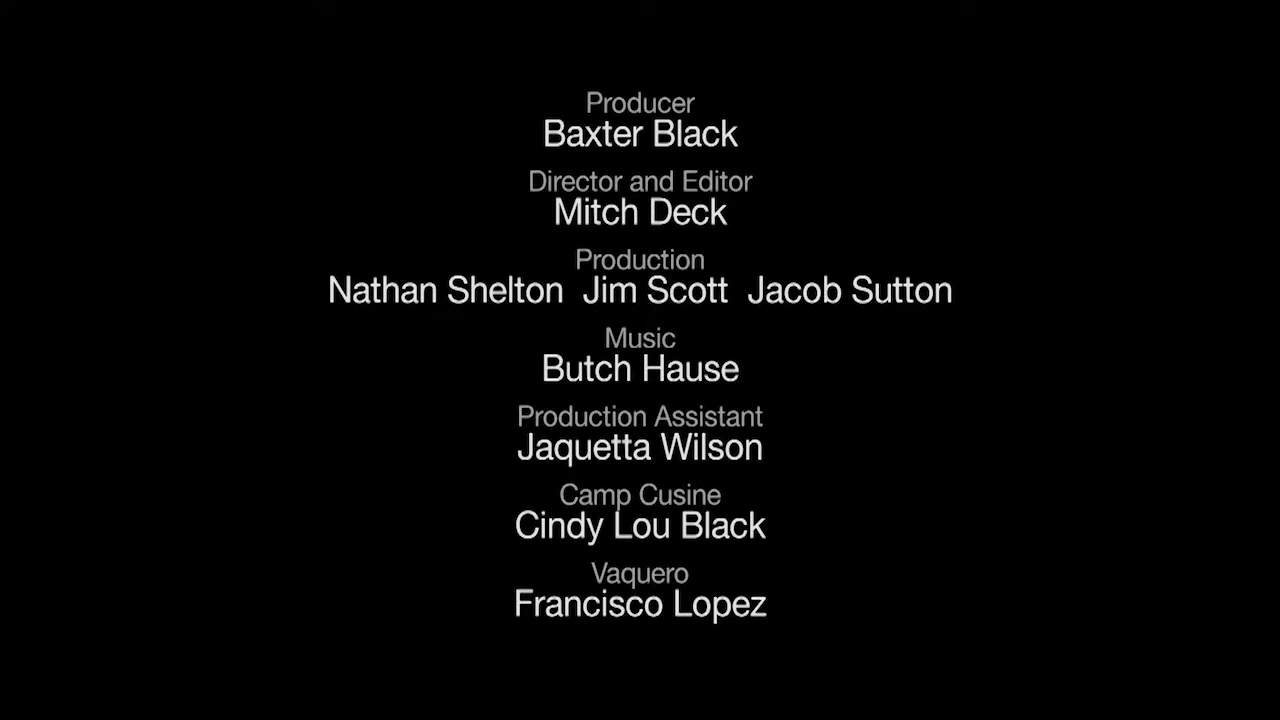 Producer
Baxter Black
Director and Editor
Mitch Deck
Production
Nathan Shelton  Jim Scott  Jacob Sutton
Music
Butch Hause
Production Assistant
Jaquetta Wilson
Camp Cusine
Cindy Lou Black
Vaquero
Francisco Lopez